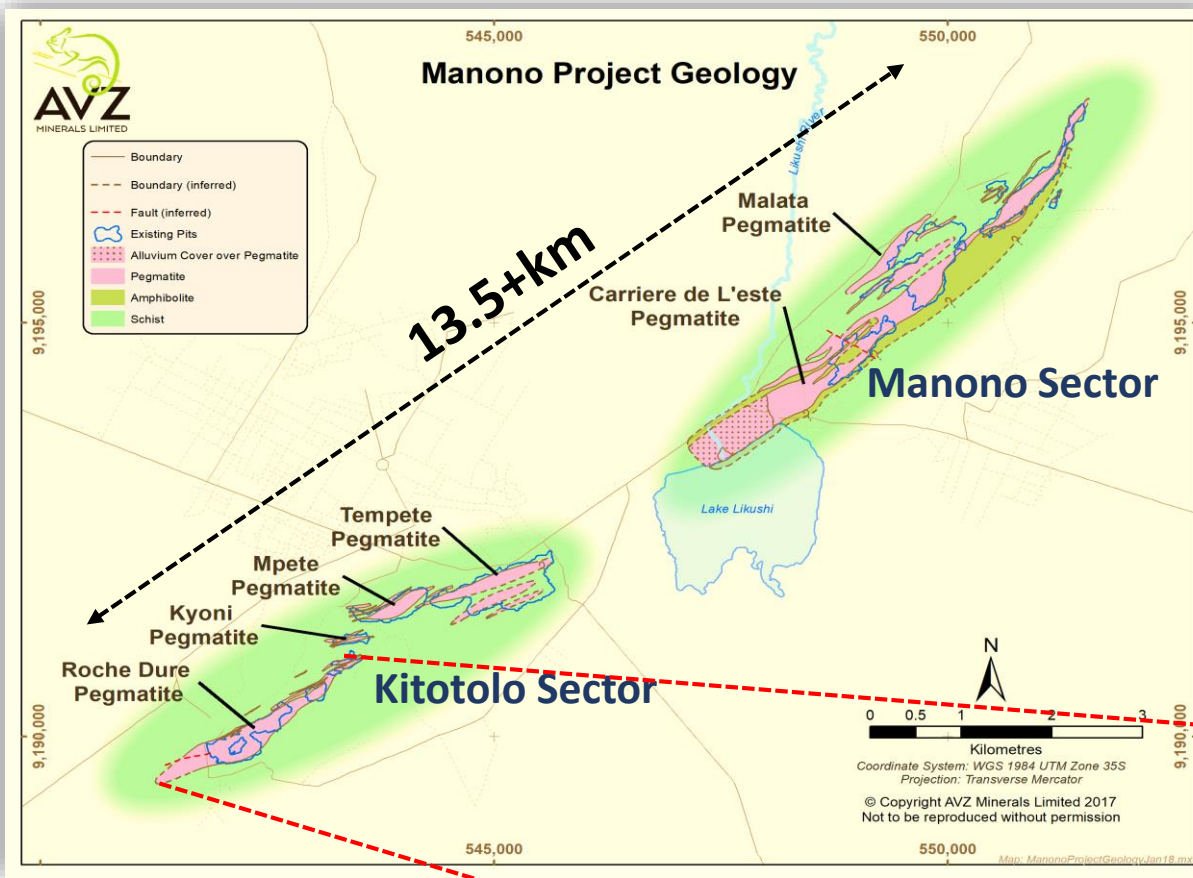 545,000
550,000
Manono Project Geology
AVZ
MINERALS LIMITED
Boundary
Boundary (inferred)
Fault (inferred)
Existing Pits
Alluvium Cover over Pegmatite
Pegmatite
Amphibolite
Schist
Likushi River
13.5+km
Malata
Pegmatite
Carriere de L'este
Pegmatite
9,195,000
9,195,000
Manono Sector
Lake Likushi
Tempete
Pegmatite
Mpete
Pegmatite
Kyoni
Pegmatite
Roche Dure
Pegmatite
Kitotolo Sector
N
0 0.5 1 2 3
Kilometres
9,190,000
9,190,000
Coordinate System: WGS 1984 UTM Zone 35S
Projection: Transverse Mercator
© Copyright AVZ Minerals Limited 2017
Not to be reproduced without permission
545,000
550,000
Map: ManonoProjectGeologyJan18.mx